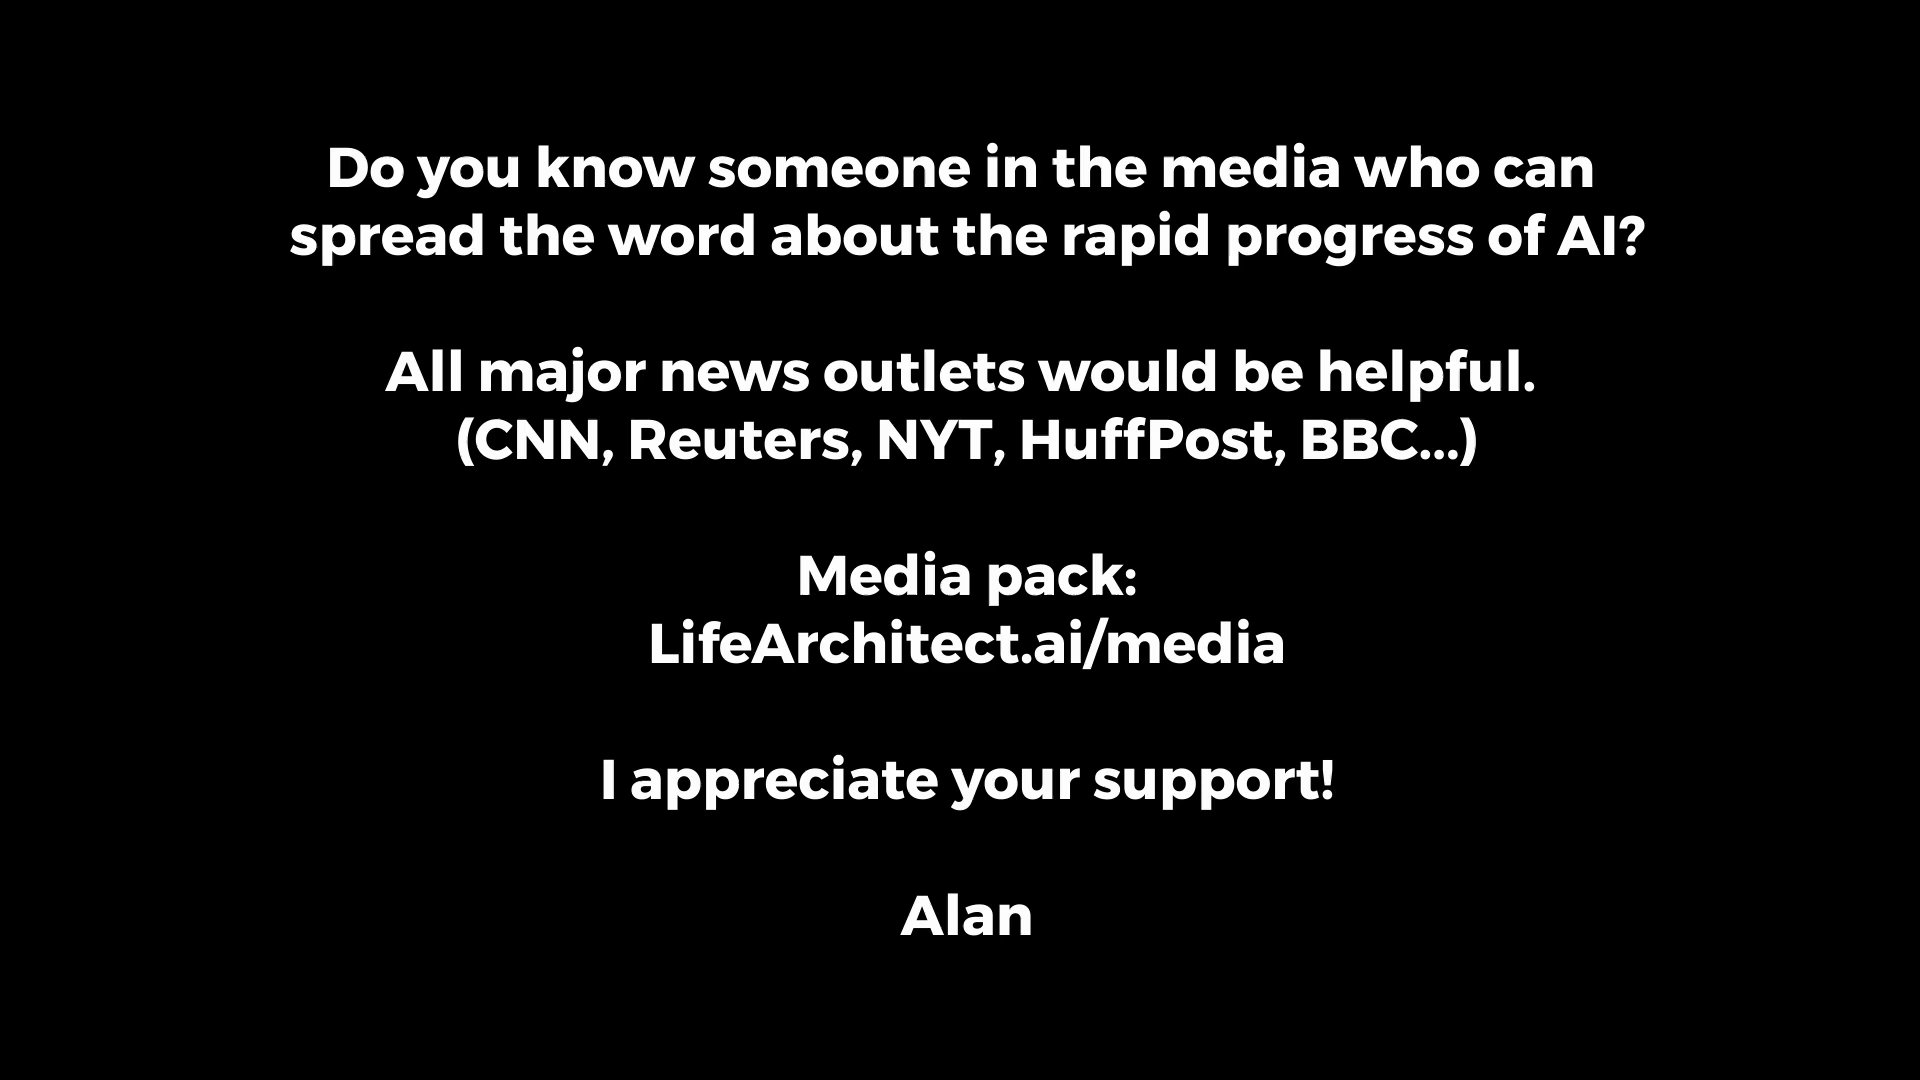 Do you know someone in the media who can
spread the word about the rapid progress of AI?
All major news outlets would be helpful.
(CNN, Reuters, NYT, HuffPost, BBC...)
Media pack:
LifeArchitect.ai/media
I appreciate your support!
Alan